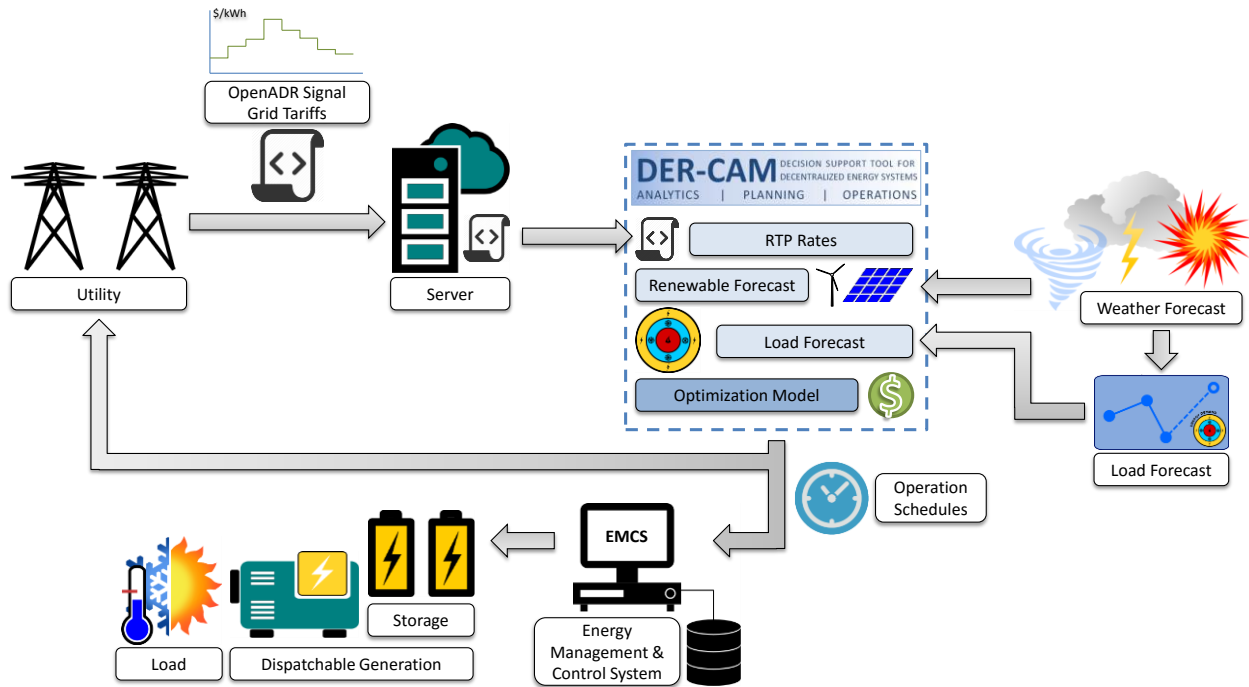 $/kWh
OpenADR Signal
Grid Tariffs
Utility
Server
DER-CAM
DECISION SUPPORT TOOL FOR
DECENTRALIZED ENERGY SYSTEMS
ANALYTICS | PLANNING | OPERATIONS
RTP Rates
Renewable Forecast
Load Forecast
Optimization Model
Weather Forecast
Load Forecast
Operation
Schedules
EMCS
Energy
Management &
Control System
Storage
Load
Dispatchable Generation